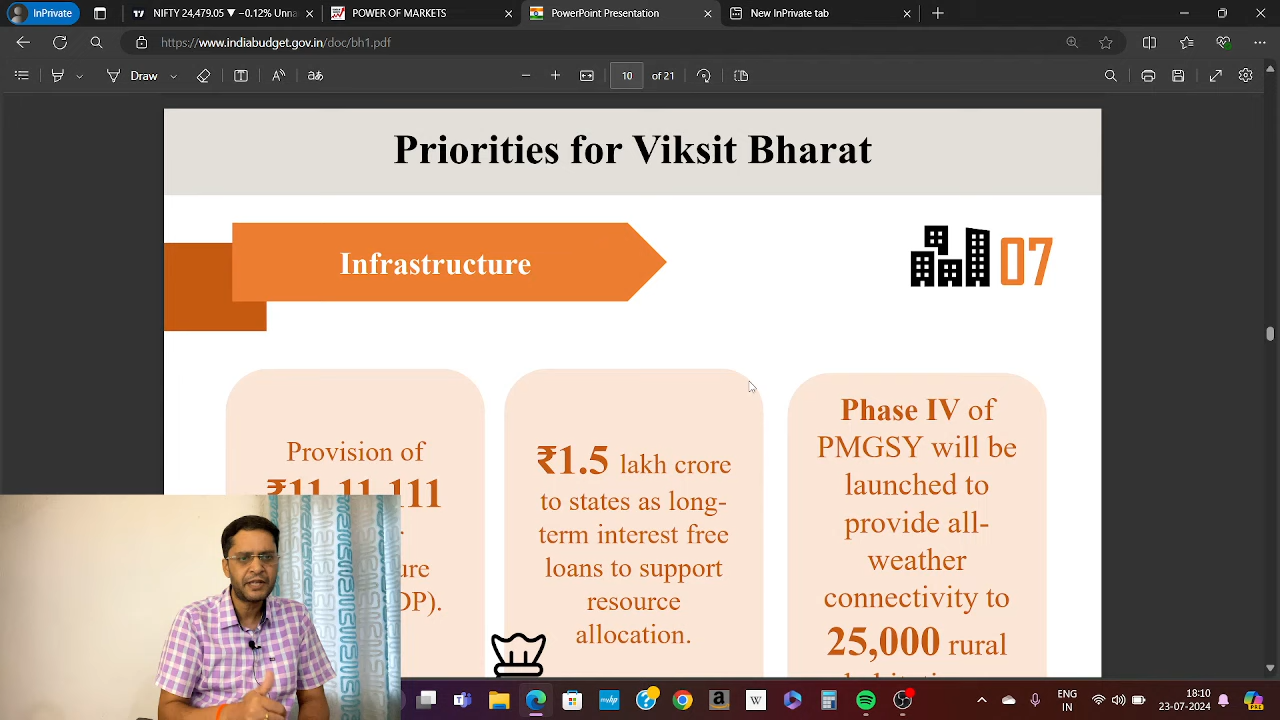 InPrivate
NIFTY 24,479.05 ▼ −0.12% Unna
POWER OF MARKETS
PowerPoint Presentation
New InPrivate tab
https://www.indiabudget.gov.in/doc/bh1.pdf
Draw
10 of 21
Priorities for Viksit Bharat
Infrastructure
07
Provision of
₹11,11,111
ure
DP).
₹1.5 lakh crore
to states as long-
term interest free
loans to support
resource
allocation.
Phase IV of
PMGSY will be
launched to
provide all-
weather
connectivity to
25,000 rural
ENG
IN
18:10
23-07-2024